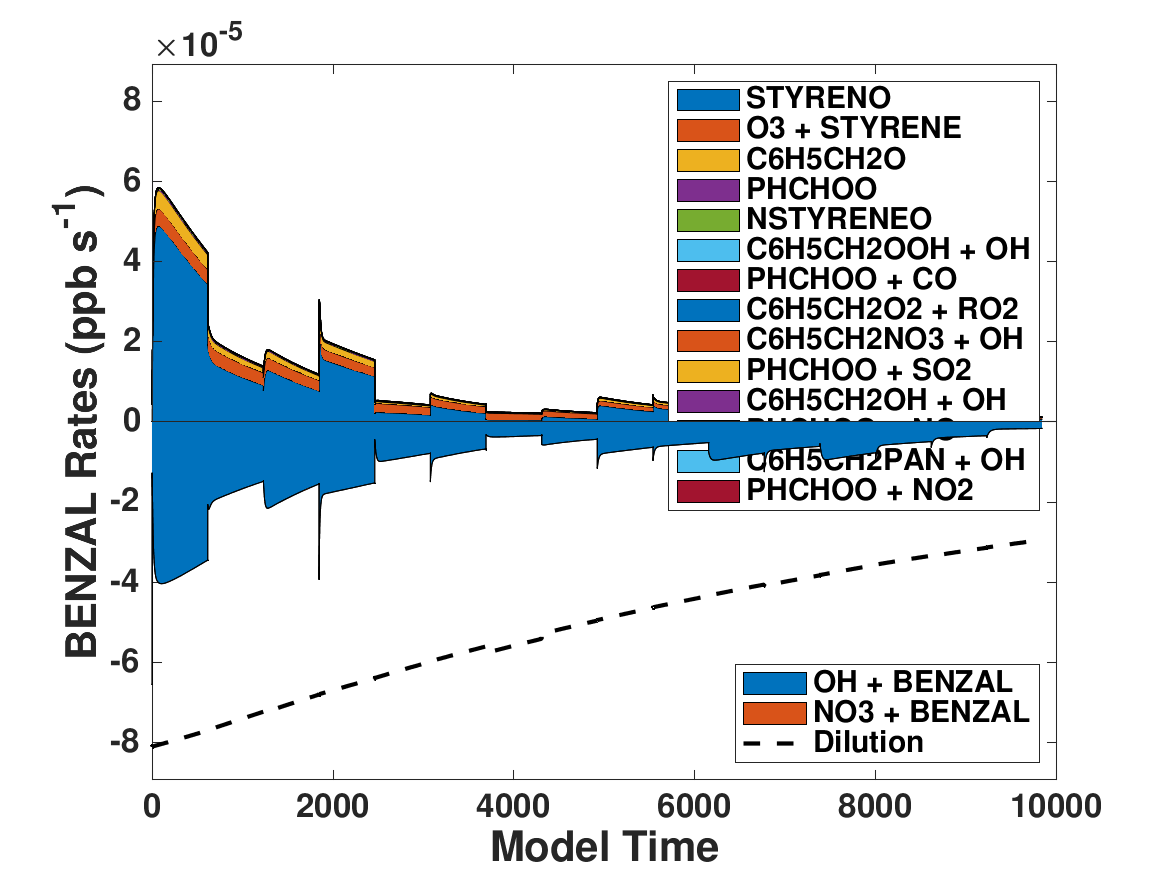 ×10-5
8
6
4
2
0
-2
-4
-6
-8
BENZAL Rates (ppb s-1)
STYRENO
O3 + STYRENE
C6H5CH2O
PHCHOO
NSTYRENEO
C6H5CH2OOH + OH
PHCHOO + CO
C6H5CH2O2 + RO2
C6H5CH2NO3 + OH
PHCHOO + SO2
C6H5CH2OH + OH
PHCHOO + NO
C6H5CH2PAN + OH
PHCHOO + NO2
OH + BENZAL
NO3 + BENZAL
Dilution
0 2000 4000 6000 8000 10000
Model Time